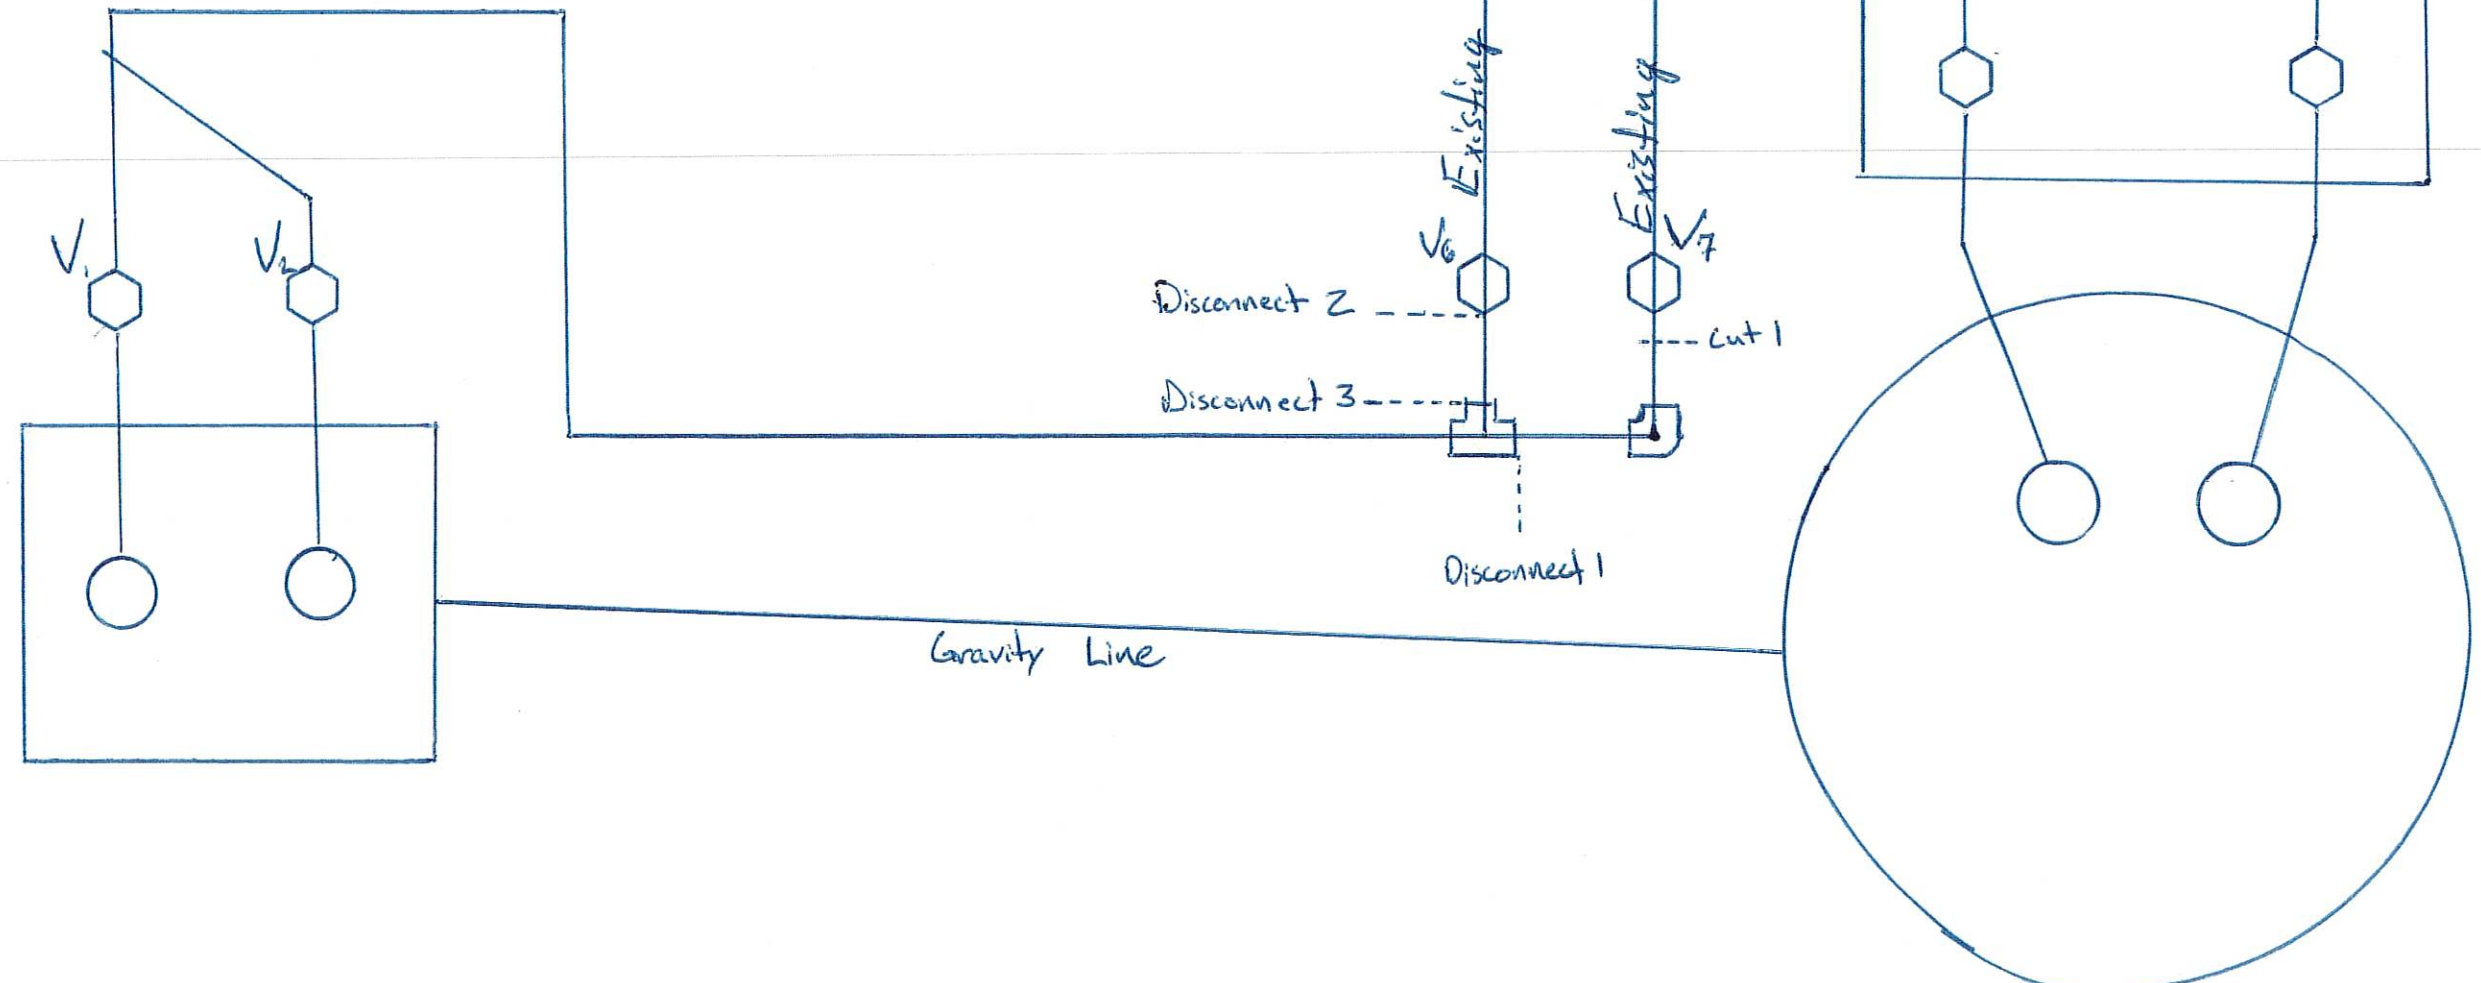 Existing
Existing
V1
V2
V6
V7
Disconnect 2
cut 1
Disconnect 3
Disconnect 1
Gravity Line